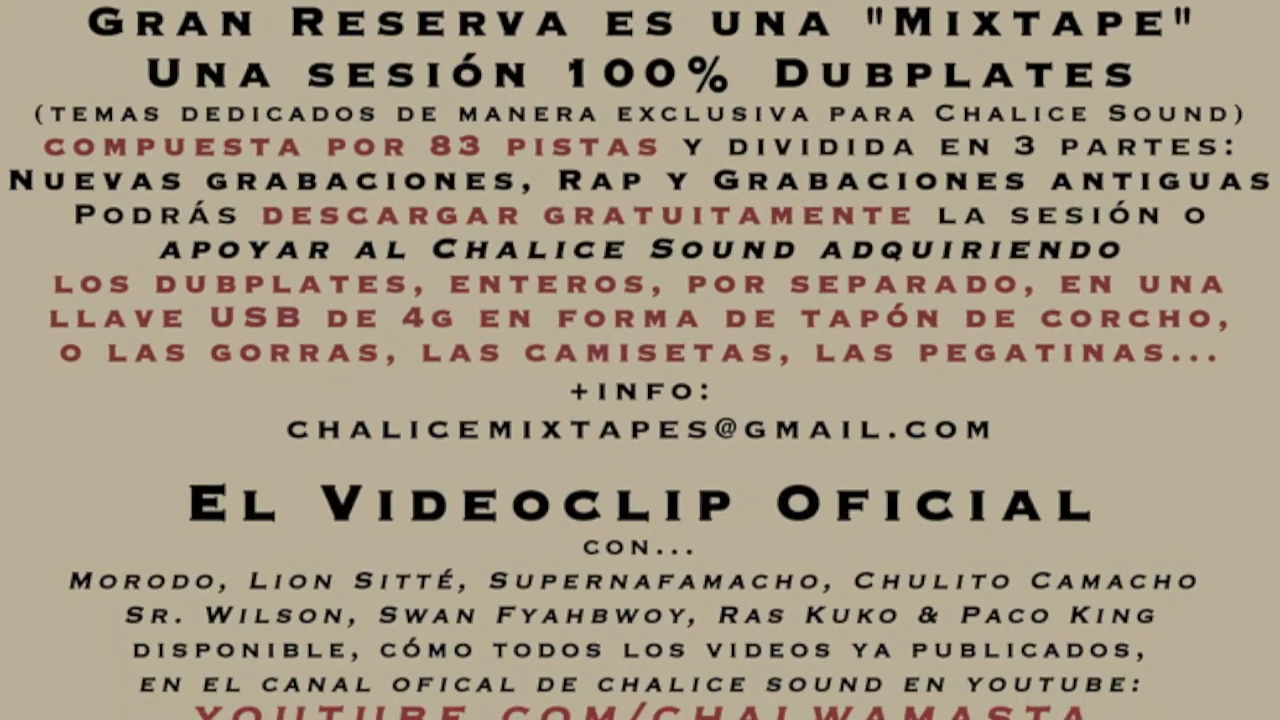 Gran Reserva es una "Mixtape"
Una sesión 100% Dubplates
(temas dedicados de manera exclusiva para Chalice Sound)
compuesta por 83 pistas y dividida en 3 partes:
Nuevas grabaciones, Rap y Grabaciones antiguas
Podrás descargar gratuitamente la sesión o
apoyar al Chalice Sound adquiriendo
los dubplates, enteros, por separado, en una
llave USB de 4G en forma de tapón de corcho,
o las gorras, las camisetas, las pegatinas...
+info:
chalicemixtapes@gmail.com
El Videoclip Oficial
con...
Morodo, Lion Sitté, Supernafamacho, Chulito Camacho
Sr. Wilson, Swan Fyahbwoy, Ras Kuko & Paco King
disponible, cómo todos los videos ya publicados,
en el canal ofical de chalice sound en youtube:
youtube.com/chalwamasta